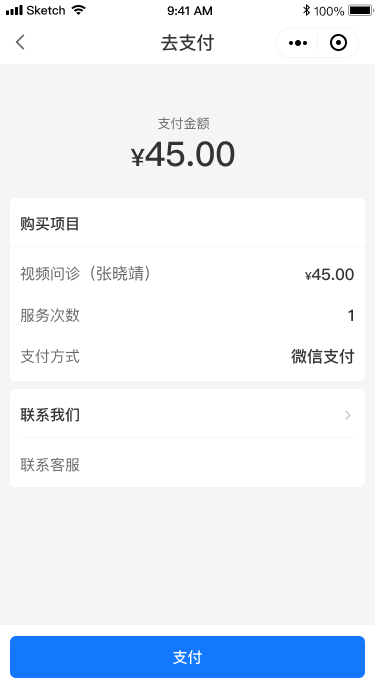 Sketch 9:41 AM 100%
去支付
支付金额
¥45.00
购买项目
视频问诊（张晓靖） ¥45.00
服务次数 1
支付方式 微信支付
联系我们
联系客服
支付